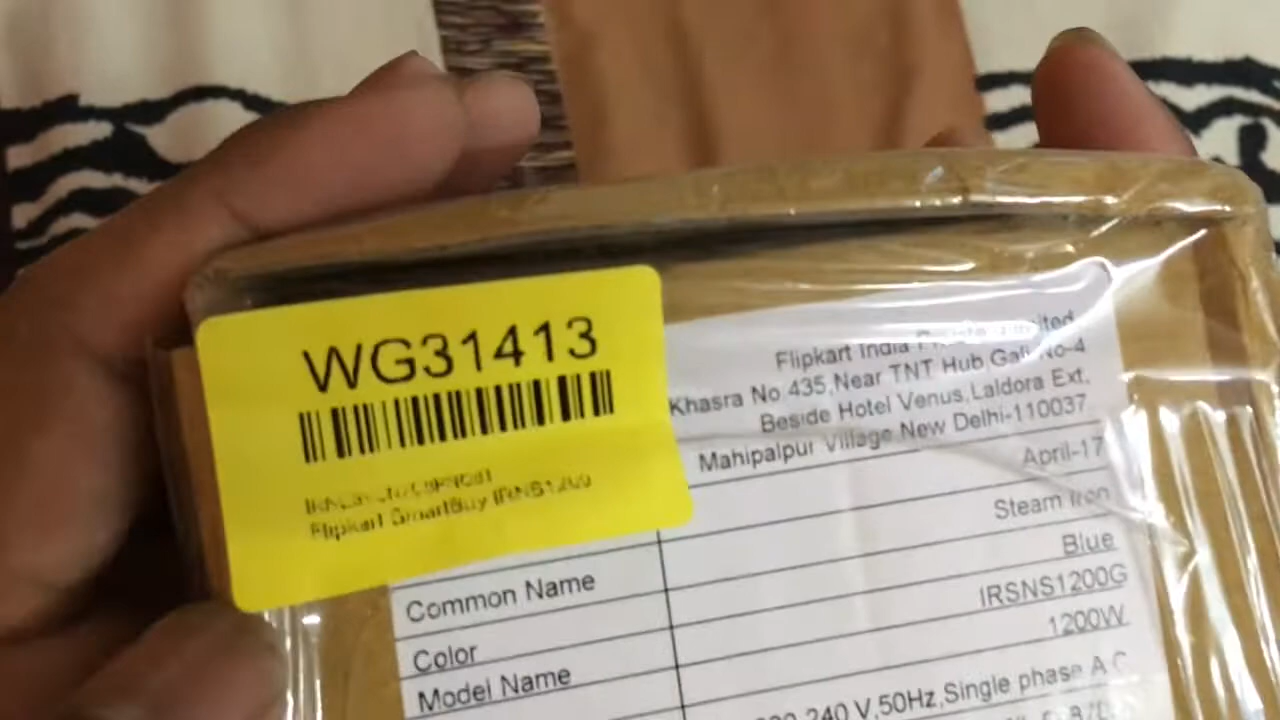 WG31413
Flipkart SmartBuy
Flipkart India Limited,
Khasra No 435,Near TNT Hub,Gali No-4
Beside Hotel Venus,Laldora Ext,
Mahipalpur Village New Delhi-110037
April-17
Common Name
Steam Iron
Color
Blue
Model Name
IRSNS1200G
1200W
240 V,50Hz,Single phase A.C